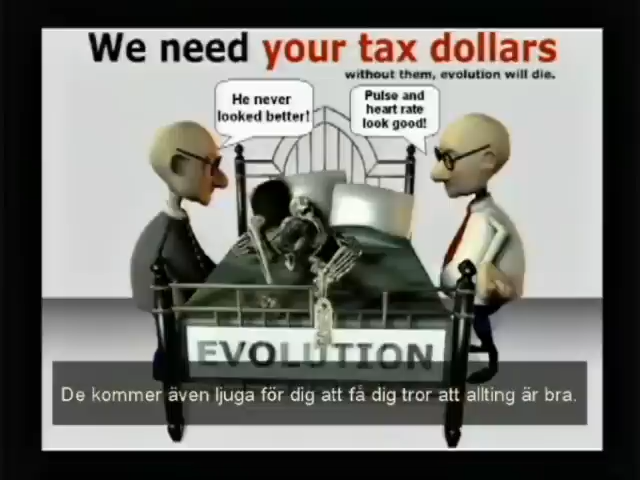 We need your tax dollars
without them, evolution will die.
He never
looked better!
Pulse and
heart rate
look good!
EVOLUTION
De kommer även ljuga för dig att få dig tror att allting är bra.